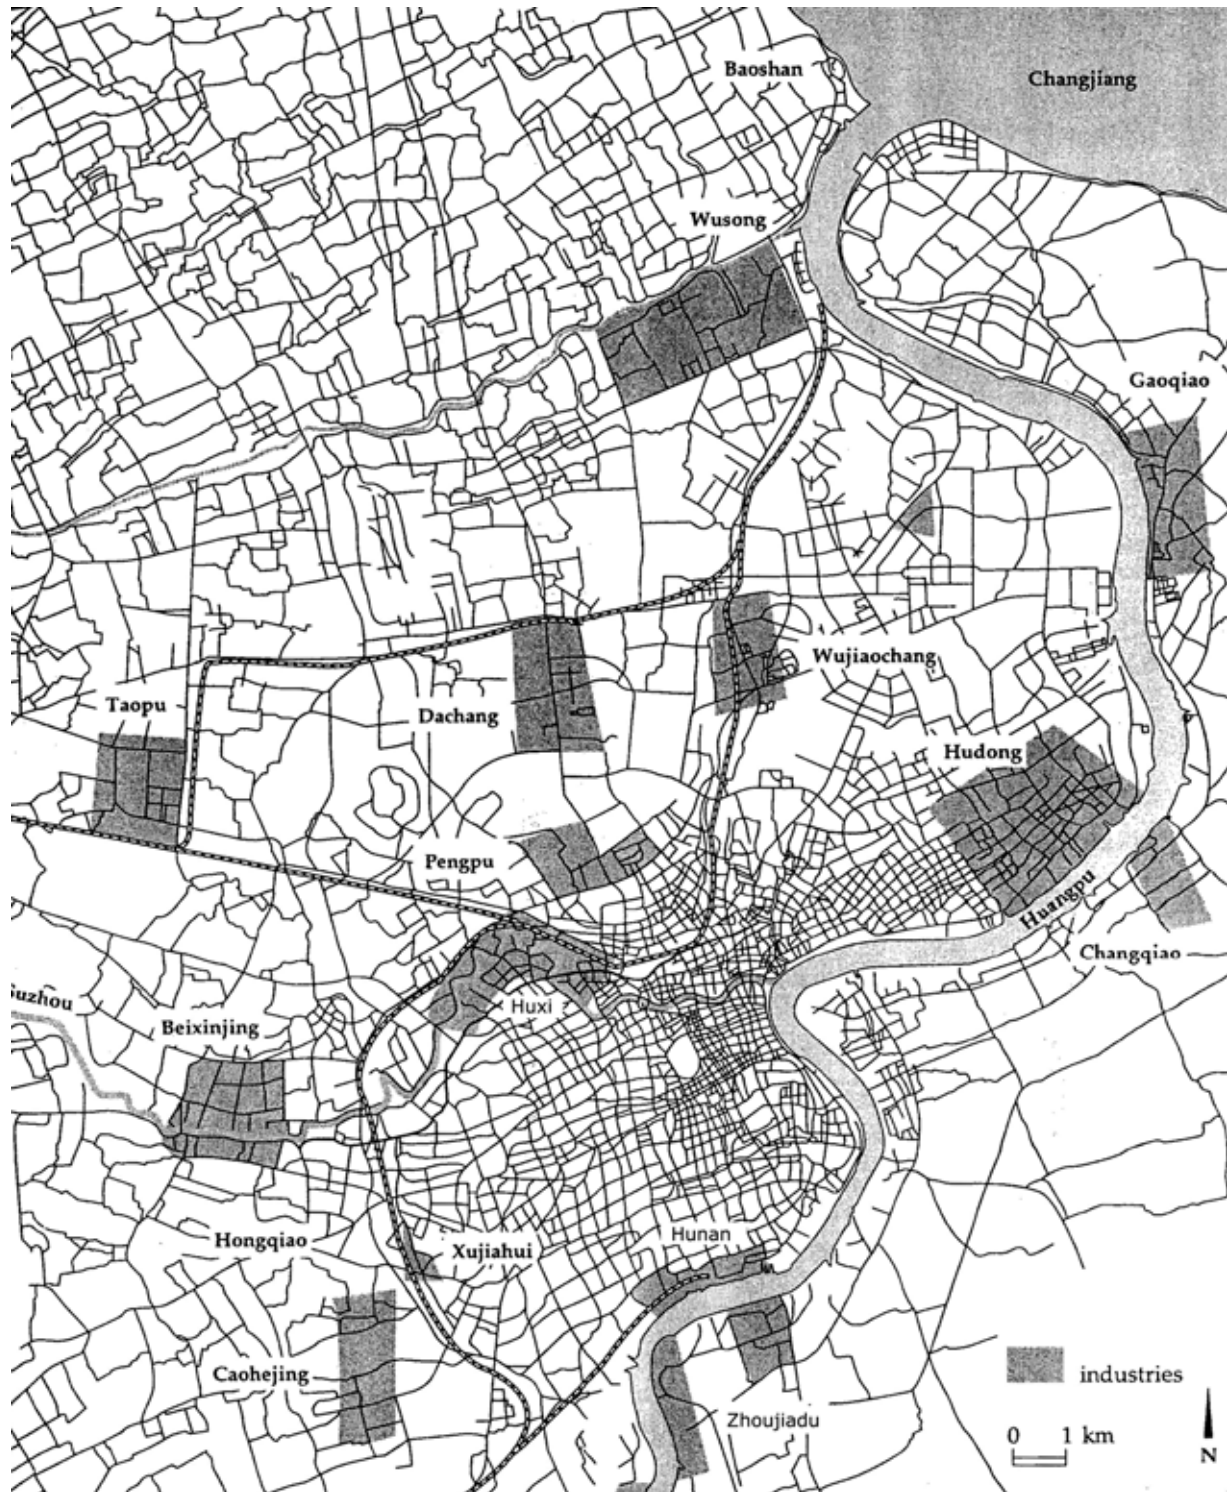 Baoshan
Changjiang
Wusong
Gaoqiao
Wujiaochang
Taopu
Dachang
Hudong
Pengpu
Huangpu
Changqiao
Suzhou
Huxi
Beixinjing
Hunan
Hongqiao
Xujiahui
Caohejing
industries
Zhoujiadu
0 1 km
N